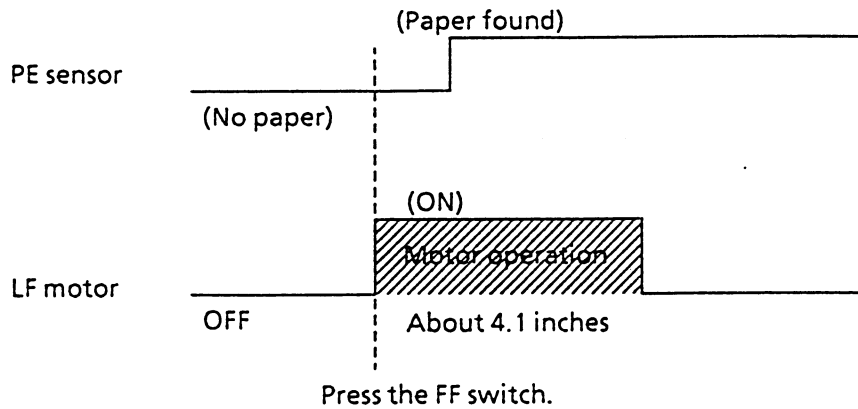 (Paper found)
PE sensor
(No paper)
(ON)
Motor operation
LF motor
OFF
About 4.1 inches
Press the FF switch.